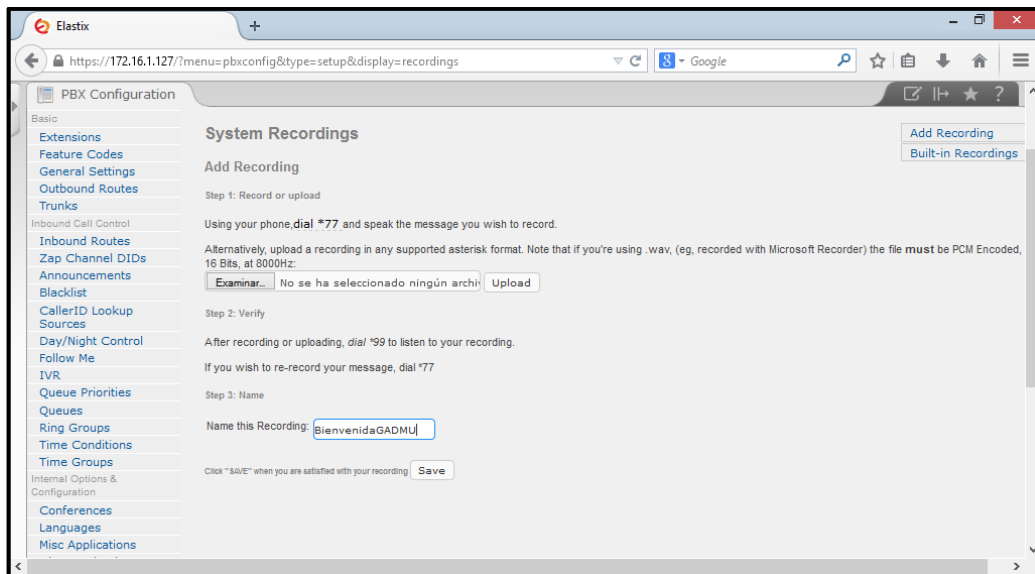 Elastix
https://172.16.1.127/?menu=pbxconfig&type=setup&display=recordings
Google
PBX Configuration
Basic
Extensions
Feature Codes
General Settings
Outbound Routes
Trunks
Inbound Call Control
Inbound Routes
Zap Channel DIDs
Announcements
Blacklist
CallerID Lookup
Sources
Day/Night Control
Follow Me
IVR
Queue Priorities
Queues
Ring Groups
Time Conditions
Time Groups
Internal Options &
Configuration
Conferences
Languages
Misc Applications
System Recordings
Add Recording
Step 1: Record or upload
Using your phone,dial *77 and speak the message you wish to record.
Alternatively, upload a recording in any supported asterisk format. Note that if you're using .wav, (eg, recorded with Microsoft Recorder) the file must be PCM Encoded,
16 Bits, at 8000Hz:
Examinar... No se ha seleccionado ningún archi Upload
Step 2: Verify
After recording or uploading, dial *99 to listen to your recording.
If you wish to re-record your message, dial *77
Step 3: Name
Name this Recording: BienvenidaGADMU
Click "SAVE" when you are satisfied with your recording Save
Add Recording
Built-in Recordings